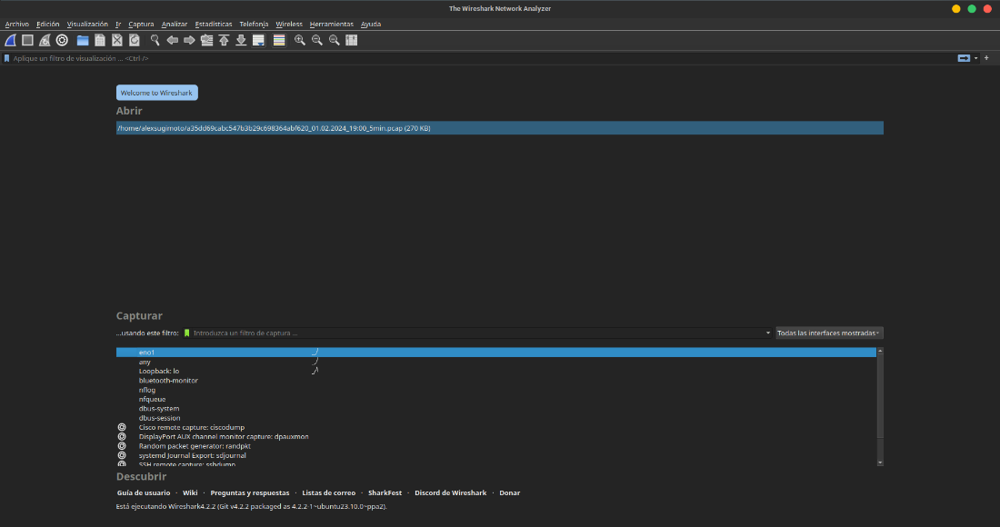 The Wireshark Network Analyzer
Archivo Edición Visualización Ir Captura Analizar Estadísticas Telefonía Wireless Herramientas Ayuda
Aplique un filtro de visualización ... <Ctrl-/>
Welcome to Wireshark
Abrir
/home/alexsugimoto/a35dd69cabc547b3b29c698364abf620_01.02.2024_19:00_5min.pcap (270 KB)
Capturar
...usando este filtro: Introduzca un filtro de captura ... Todas las interfaces mostradas
eno1
any
Loopback: lo
bluetooth-monitor
nflog
nfqueue
dbus-system
dbus-session
Cisco remote capture: ciscodump
DisplayPort AUX channel monitor capture: dpauxmon
Random packet generator: randpkt
systemd Journal Export: sdjournal
SSH remote capture: sshdump
Descubrir
Guía de usuario · Wiki · Preguntas y respuestas · Listas de correo · SharkFest · Discord de Wireshark · Donar
Está ejecutando Wireshark4.2.2 (Git v4.2.2 packaged as 4.2.2-1~ubuntu23.10.0~ppa2).